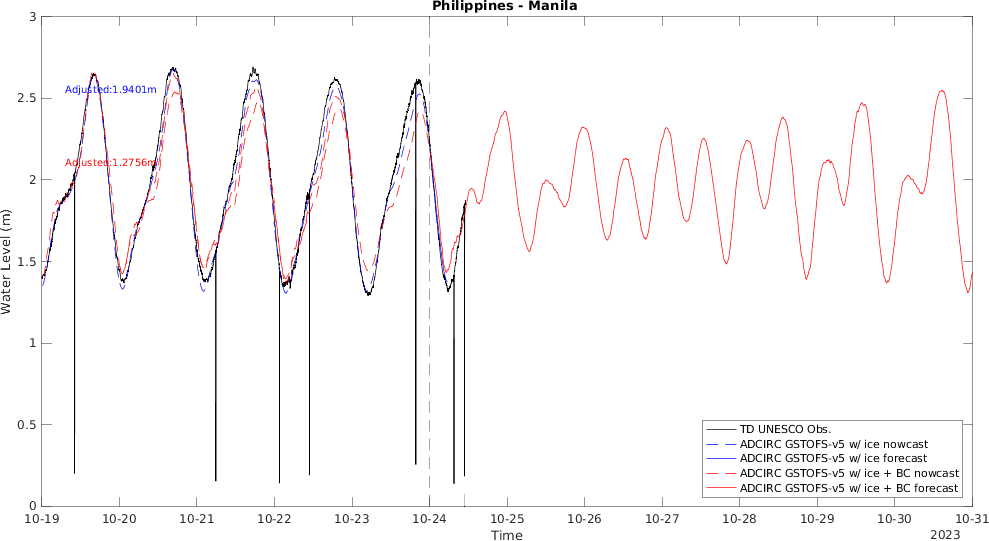 Philippines - Manila
3
2.5
2
1.5
1
0.5
0
Water Level (m)
Adjusted:1.9401m
Adjusted:1.2756m
TD UNESCO Obs.
ADCIRC GSTOFS-v5 w/ ice nowcast
ADCIRC GSTOFS-v5 w/ ice forecast
ADCIRC GSTOFS-v5 w/ ice + BC nowcast
ADCIRC GSTOFS-v5 w/ ice + BC forecast
10-19 10-20 10-21 10-22 10-23 10-24 10-25 10-26 10-27 10-28 10-29 10-30 10-31
Time
2023